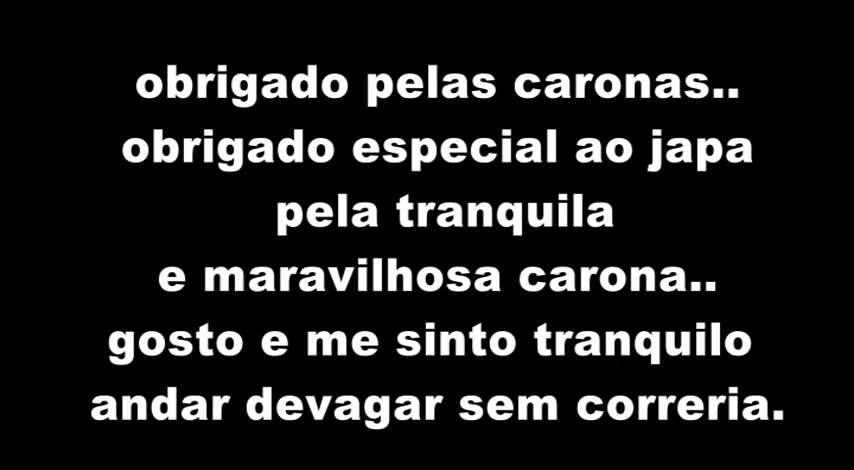 obrigado pelas caronas..
obrigado especial ao japa
pela tranquila
e maravilhosa carona..
gosto e me sinto tranquilo
andar devagar sem correria.